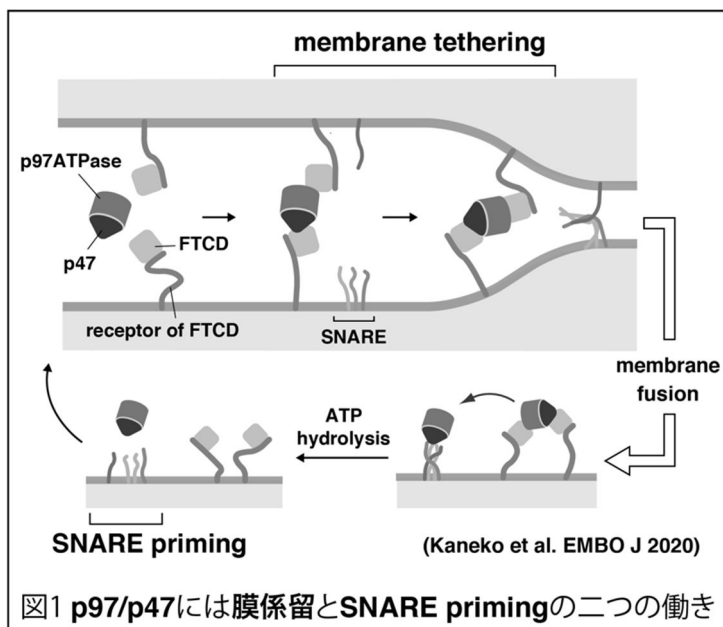 membrane tethering
p97ATPase
p47
FTCD
receptor of FTCD
SNARE
membrane
fusion
ATP
hydrolysis
SNARE priming
(Kaneko et al. EMBO J 2020)
図1 p97/p47には膜係留とSNARE primingの二つの働き